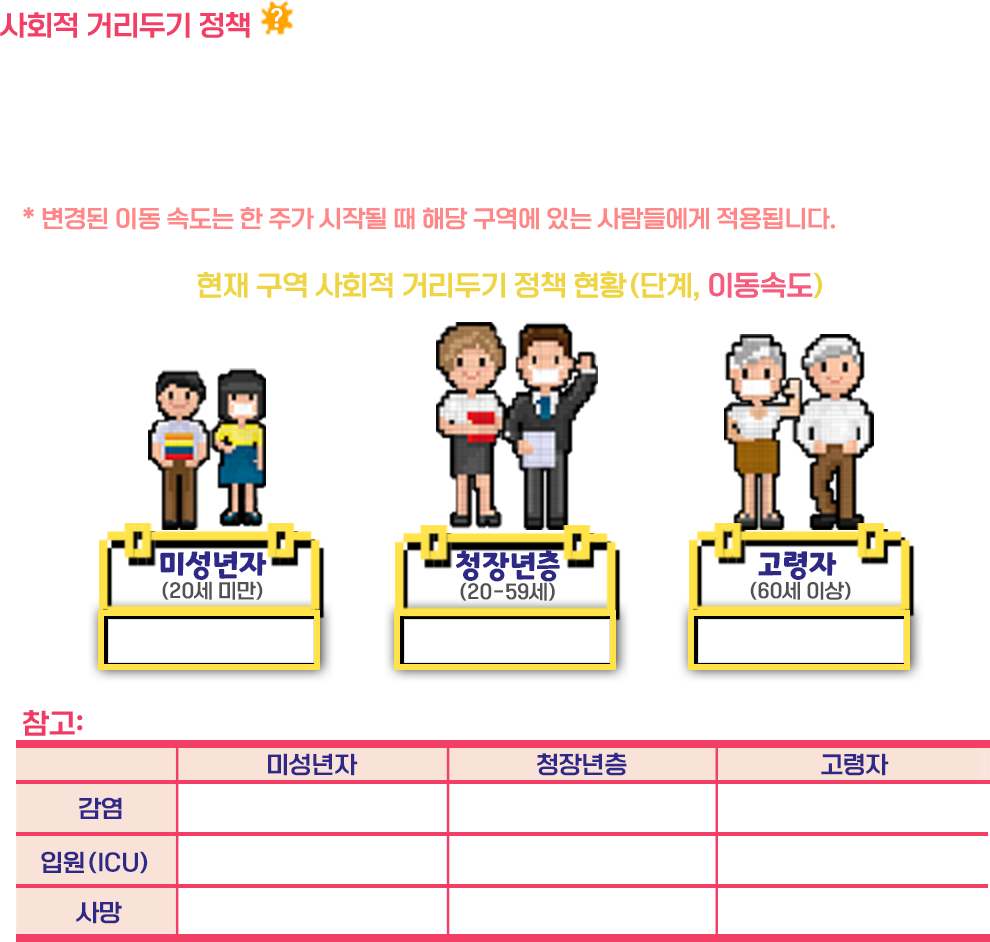 사회적 거리두기 정책 ?
* 변경된 이동 속도는 한 주가 시작될 때 해당 구역에 있는 사람들에게 적용됩니다.
현재 구역 사회적 거리두기 정책 현황(단계, 이동속도)
미성년자 청장년층 고령자
(20세 미만) (20-59세) (60세 이상)
참고:
미성년자 청장년층 고령자
감염
입원(ICU)
사망